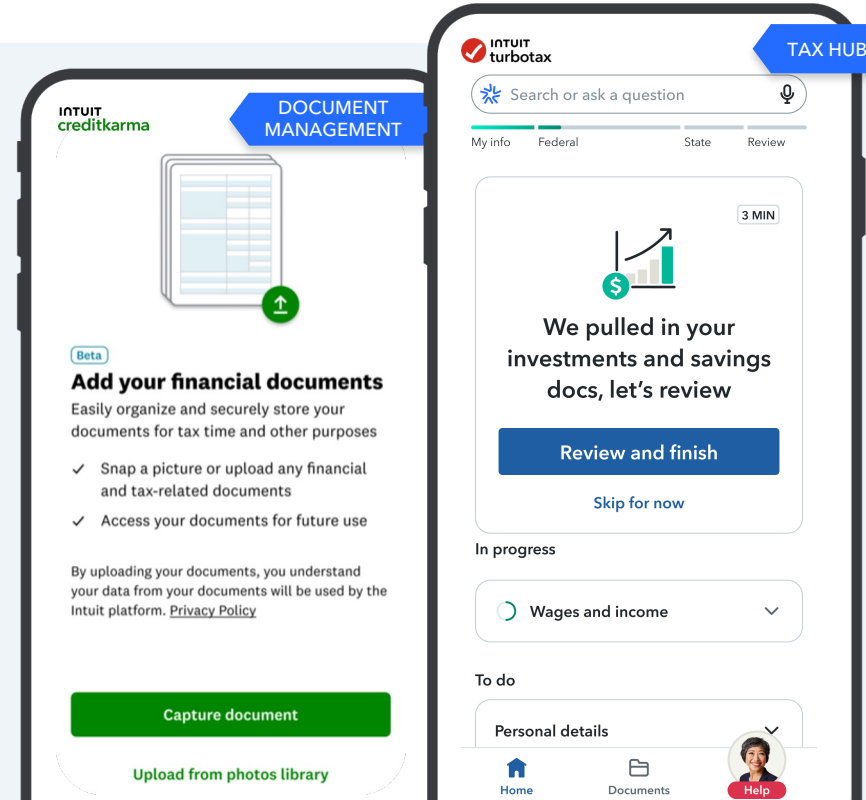 INTUIT
creditkarma
DOCUMENT
MANAGEMENT
Beta
Add your financial documents
Easily organize and securely store your
documents for tax time and other purposes
Snap a picture or upload any financial
and tax-related documents
Access your documents for future use
By uploading your documents, you understand
your data from your documents will be used by the
Intuit platform. Privacy Policy
Capture document
Upload from photos library
INTUIT
turbotax
TAX HUB
Search or ask a question
My info
Federal
State
Review
3 MIN
We pulled in your
investments and savings
docs, let’s review
Review and finish
Skip for now
In progress
Wages and income
To do
Personal details
Home
Documents
Help